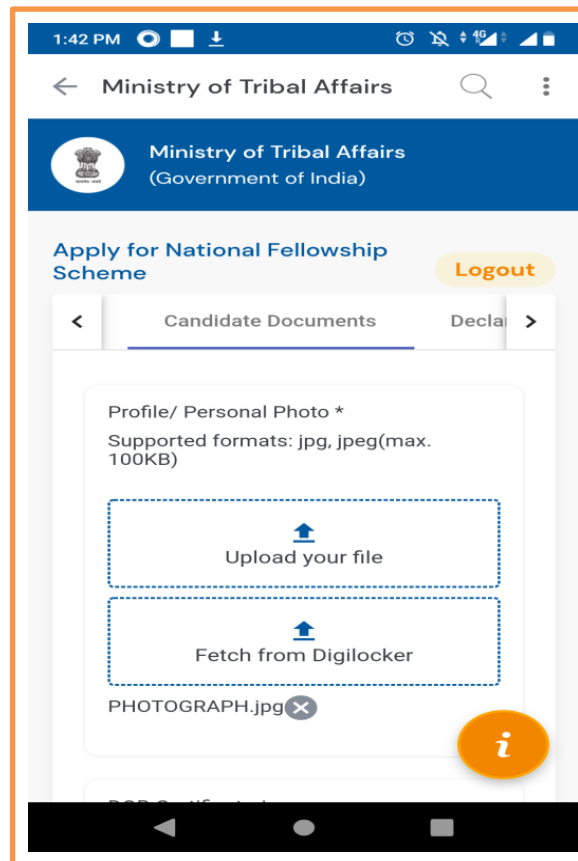 1:42 PM
4G
Ministry of Tribal Affairs
Ministry of Tribal Affairs
(Government of India)
Apply for National Fellowship
Scheme
Logout
Candidate Documents
Profile/ Personal Photo *
Supported formats: jpg, jpeg(max.
100KB)
Upload your file
Fetch from Digilocker
PHOTOGRAPH.jpg
i